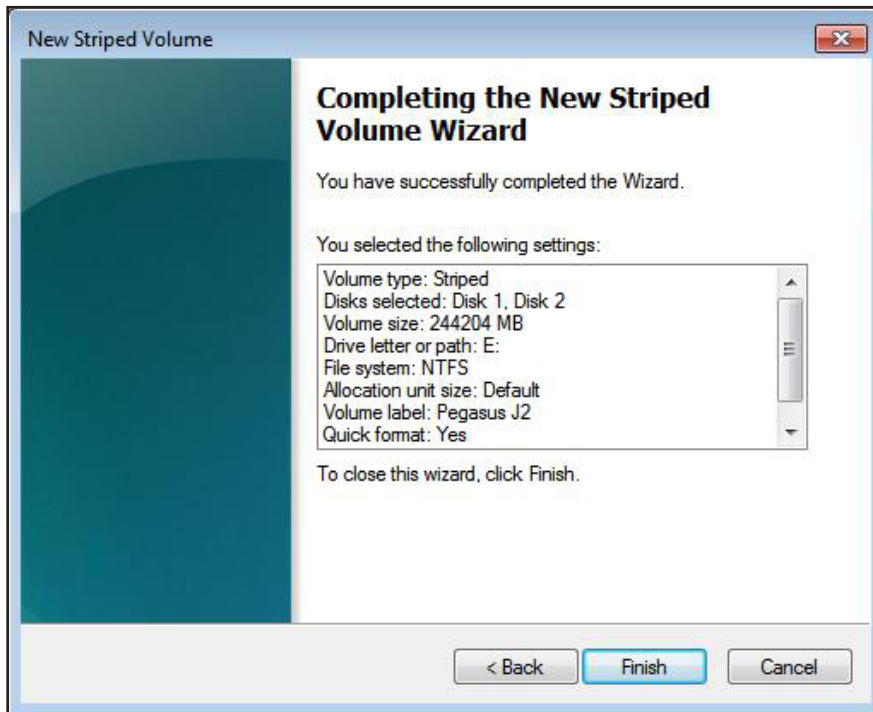 New Striped Volume
Completing the New Striped
Volume Wizard
You have successfully completed the Wizard.
You selected the following settings:
Volume type: Striped
Disks selected: Disk 1, Disk 2
Volume size: 244204 MB
Drive letter or path: E:
File system: NTFS
Allocation unit size: Default
Volume label: Pegasus J2
Quick format: Yes
To close this wizard, click Finish.
< Back
Finish
Cancel